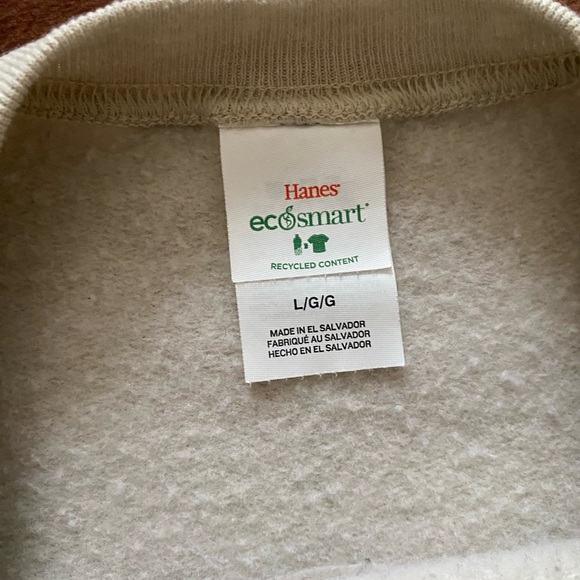 Hanes
ecosmart
RECYCLED CONTENT
L/G/G
MADE IN EL SALVADOR
FABRIQUÉ AU SALVADOR
HECHO EN EL SALVADOR